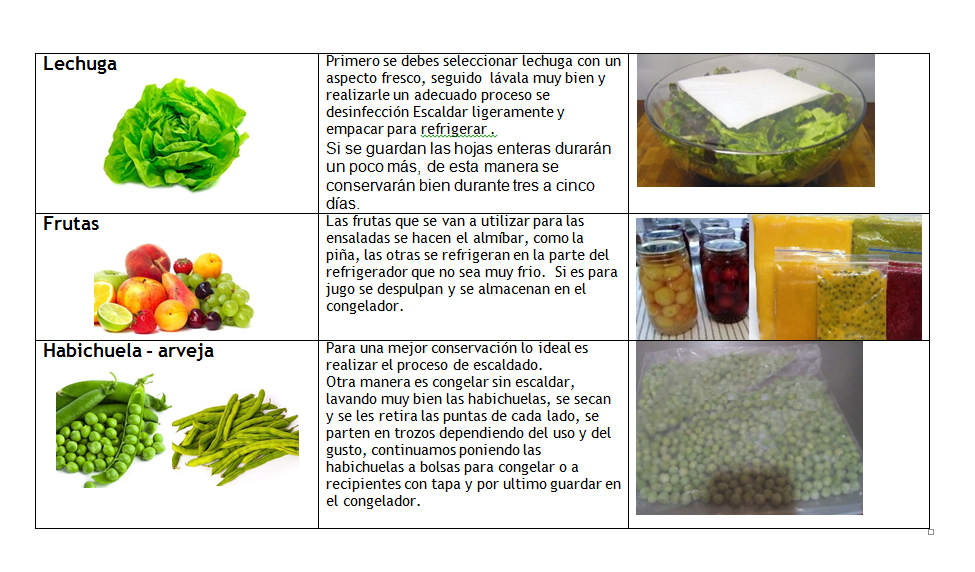 Lechuga
Primero se debes seleccionar lechuga con un
aspecto fresco, seguido lávala muy bien y
realizarle un adecuado proceso se
desinfección Escaldar ligeramente y
empacar para refrigerar .
Si se guardan las hojas enteras durarán
un poco más, de esta manera se
conservarán bien durante tres a cinco
días.
Frutas
Las frutas que se van a utilizar para las
ensaladas se hacen el almíbar, como la
piña, las otras se refrigeran en la parte del
refrigerador que no sea muy frio. Si es para
jugo se despulpan y se almacenan en el
congelador.
Habichuela - arveja
Para una mejor conservación lo ideal es
realizar el proceso de escaldado.
Otra manera es congelar sin escaldar,
lavando muy bien las habichuelas, se secan
y se les retira las puntas de cada lado, se
parten en trozos dependiendo del uso y del
gusto, continuamos poniendo las
habichuelas a bolsas para congelar o a
recipientes con tapa y por ultimo guardar en
el congelador.